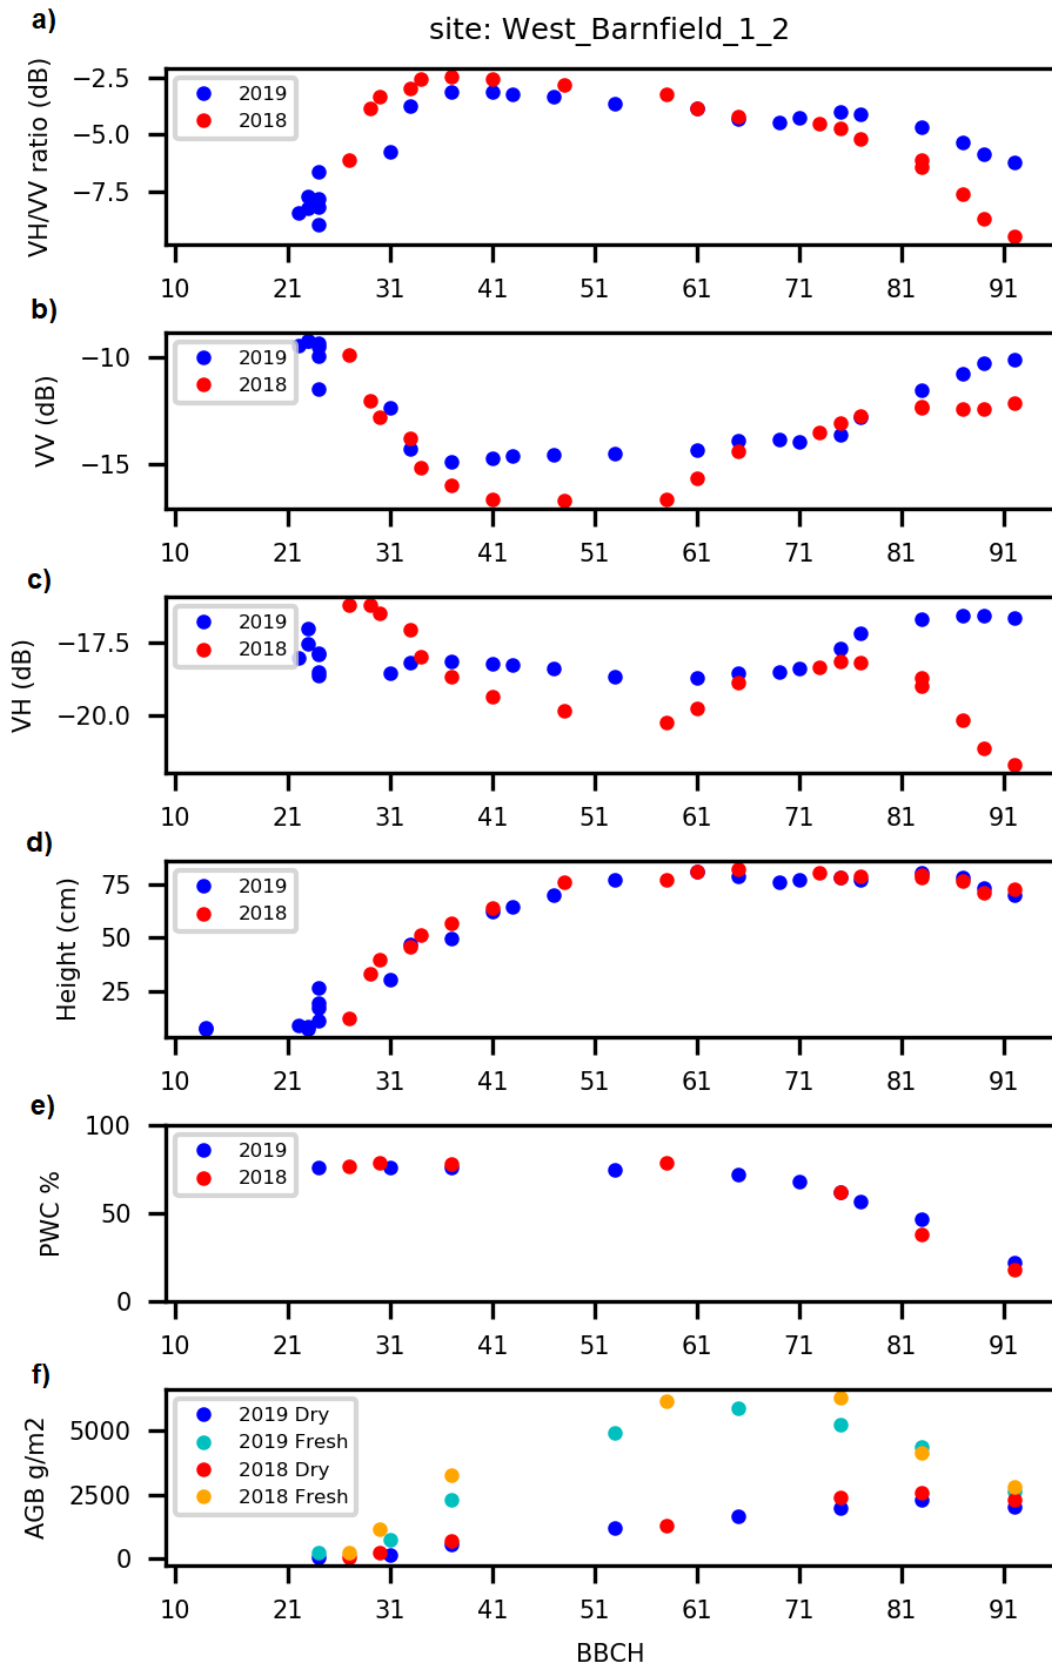 a)
site: West_Barnfield_1_2
VH/VV ratio (dB)
−2.5
−5.0
−7.5
2019
2018
10 21 31 41 51 61 71 81 91
b)
VV (dB)
−10
−15
2019
2018
10 21 31 41 51 61 71 81 91
c)
VH (dB)
−17.5
−20.0
2019
2018
10 21 31 41 51 61 71 81 91
d)
Height (cm)
75
50
25
2019
2018
10 21 31 41 51 61 71 81 91
e)
PWC %
100
50
0
2019
2018
10 21 31 41 51 61 71 81 91
f)
AGB g/m2
5000
2500
0
2019 Dry
2019 Fresh
2018 Dry
2018 Fresh
10 21 31 41 51 61 71 81 91
BBCH